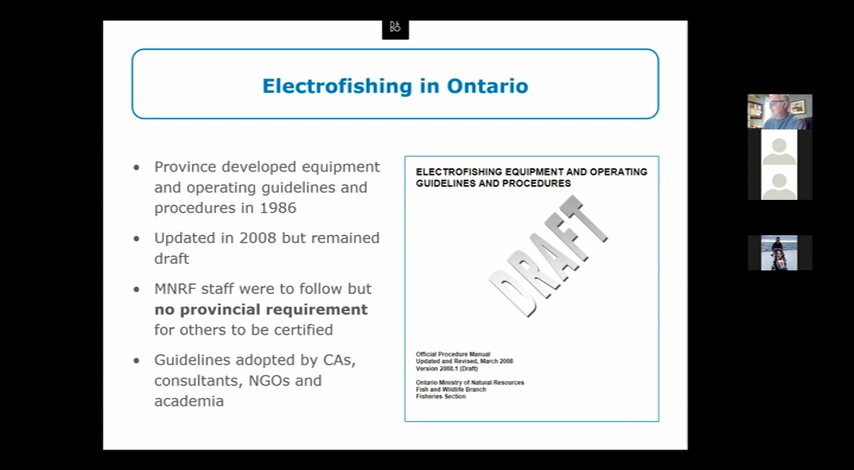 Electrofishing in Ontario
• Province developed equipment
and operating guidelines and
procedures in 1986
• Updated in 2008 but remained
draft
• MNRF staff were to follow but
no provincial requirement
for others to be certified
• Guidelines adopted by CAs,
consultants, NGOs and
academia
ELECTROFISHING EQUIPMENT AND OPERATING
GUIDELINES AND PROCEDURES
DRAFT
Official Procedure Manual
Updated and Revised, March 2008
Version 2008.1 (Draft)
Ontario Ministry of Natural Resources
Fish and Wildlife Branch
Fisheries Section